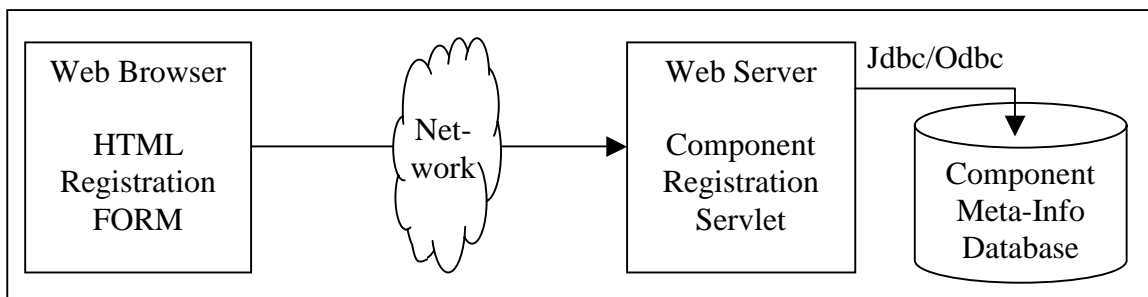 Web Browser
HTML
Registration
FORM
Net-
work
Web Server
Component
Registration
Servlet
Jdbc/Odbc
Component
Meta-Info
Database